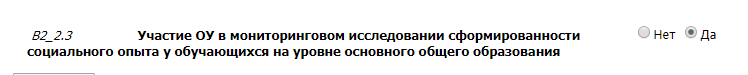 B2_2.3 Участие ОУ в мониторинговом исследовании сформированности Нет Да
социального опыта у обучающихся на уровне основного общего образования